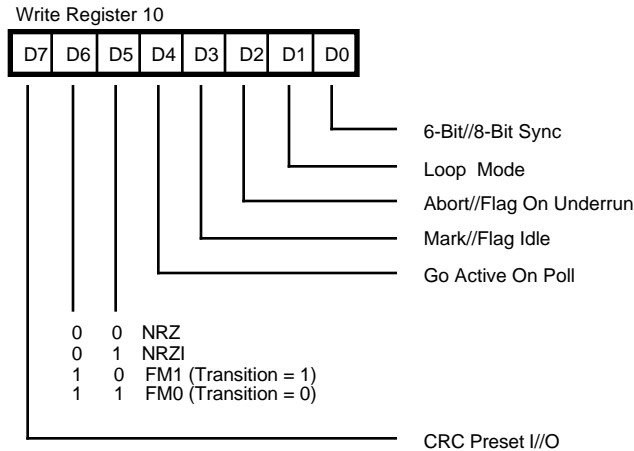 Write Register 10
D7 D6 D5 D4 D3 D2 D1 D0
6-Bit//8-Bit Sync
Loop Mode
Abort//Flag On Underrun
Mark//Flag Idle
Go Active On Poll
0 0 NRZ
0 1 NRZI
1 0 FM1 (Transition = 1)
1 1 FM0 (Transition = 0)
CRC Preset I//O